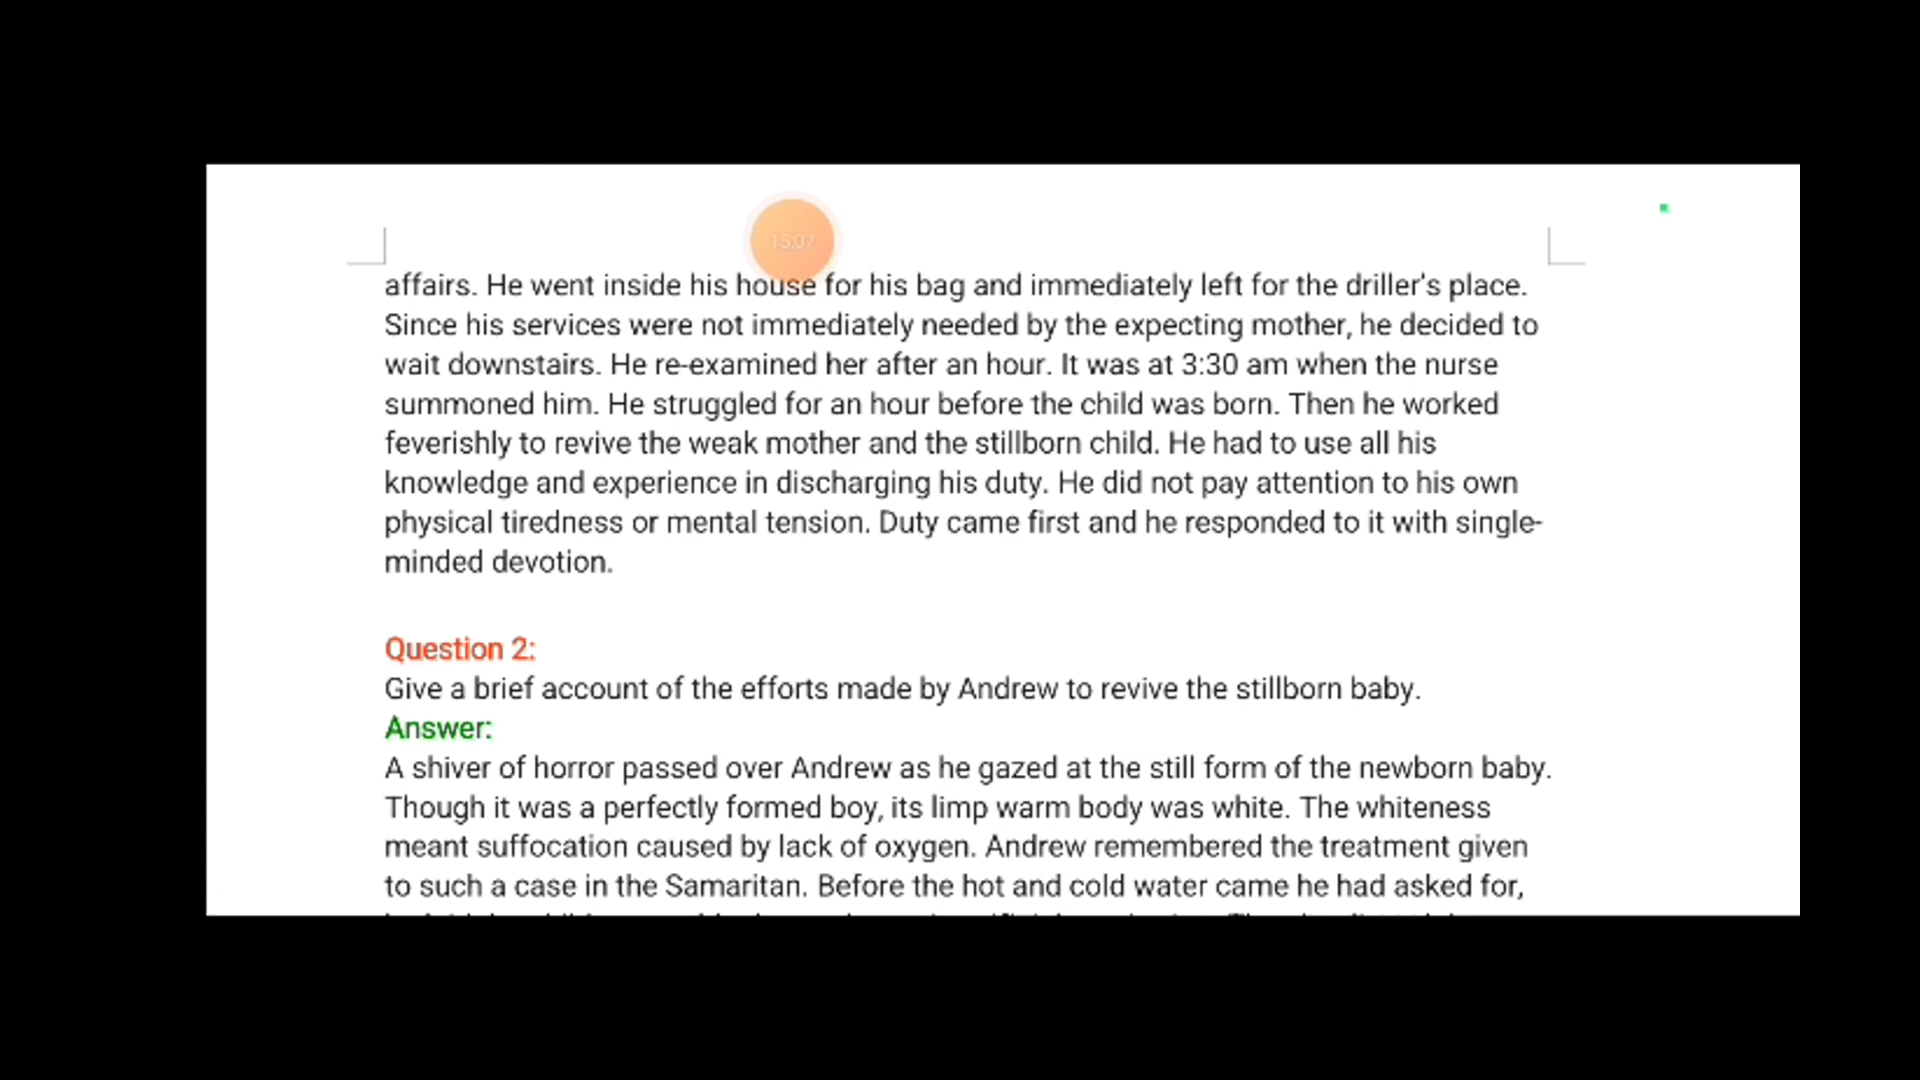 15:07
affairs. He went inside his house for his bag and immediately left for the driller's place.
Since his services were not immediately needed by the expecting mother, he decided to
wait downstairs. He re-examined her after an hour. It was at 3:30 am when the nurse
summoned him. He struggled for an hour before the child was born. Then he worked
feverishly to revive the weak mother and the stillborn child. He had to use all his
knowledge and experience in discharging his duty. He did not pay attention to his own
physical tiredness or mental tension. Duty came first and he responded to it with single-
minded devotion.
Question 2:
Give a brief account of the efforts made by Andrew to revive the stillborn baby.
Answer:
A shiver of horror passed over Andrew as he gazed at the still form of the newborn baby.
Though it was a perfectly formed boy, its limp warm body was white. The whiteness
meant suffocation caused by lack of oxygen. Andrew remembered the treatment given
to such a case in the Samaritan. Before the hot and cold water came he had asked for,